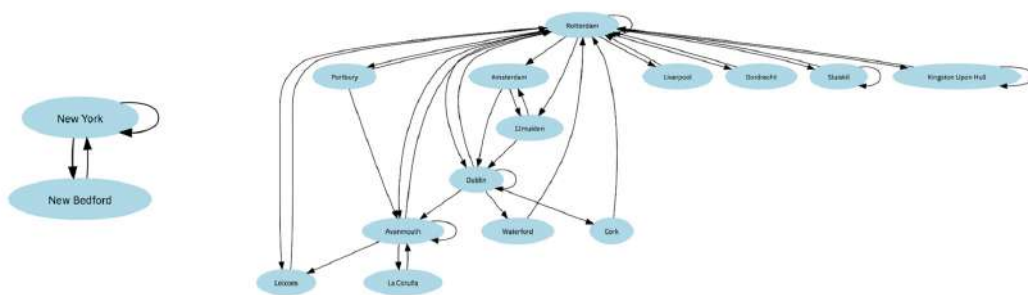 Rotterdam
Portbury
Amsterdam
Liverpool
Dordrecht
Sluiskil
Kingston Upon Hull
New York
IJmuiden
Dublin
New Bedford
Avonmouth
Waterford
Cork
Leixoes
La Coruña